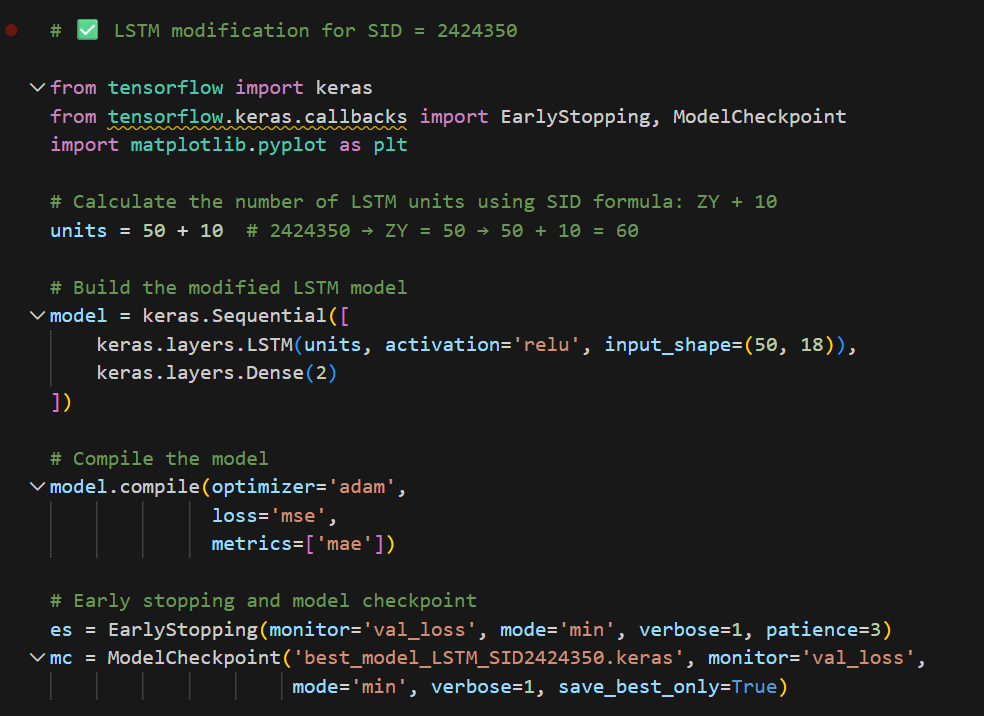 # ✅ LSTM modification for SID = 2424350
from tensorflow import keras
from tensorflow.keras.callbacks import EarlyStopping, ModelCheckpoint
import matplotlib.pyplot as plt
# Calculate the number of LSTM units using SID formula: ZY + 10
units = 50 + 10  # 2424350 → ZY = 50 → 50 + 10 = 60
# Build the modified LSTM model
model = keras.Sequential([
    keras.layers.LSTM(units, activation='relu', input_shape=(50, 18)),
    keras.layers.Dense(2)
])
# Compile the model
model.compile(optimizer='adam',
              loss='mse',
              metrics=['mae'])
# Early stopping and model checkpoint
es = EarlyStopping(monitor='val_loss', mode='min', verbose=1, patience=3)
mc = ModelCheckpoint('best_model_LSTM_SID2424350.keras', monitor='val_loss',
                     mode='min', verbose=1, save_best_only=True)